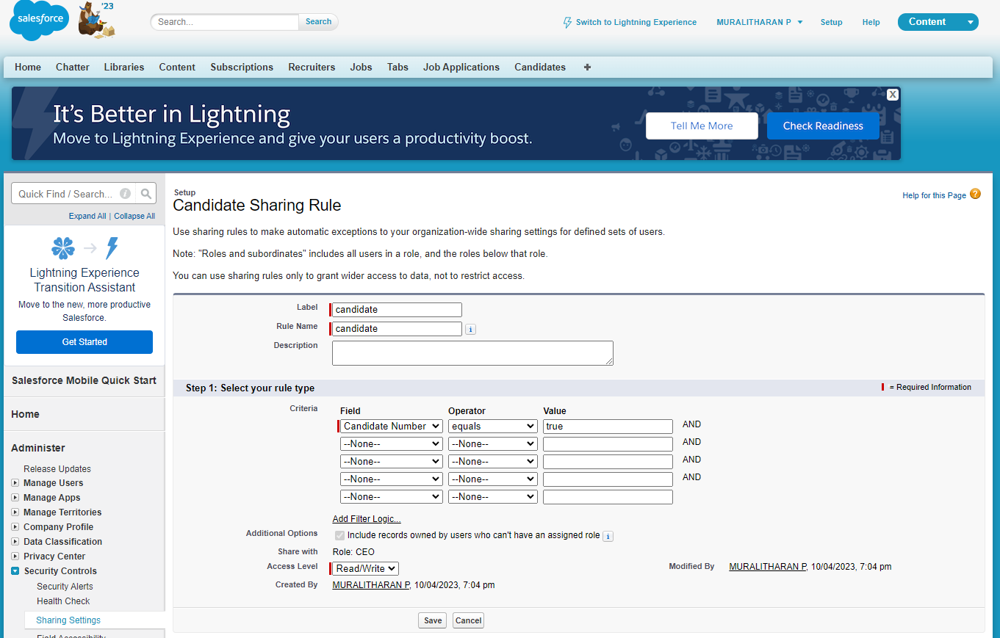 salesforce
'23
Search...
Search
Switch to Lightning Experience
MURALITHARAN P
Setup
Help
Content
Home Chatter Libraries Content Subscriptions Recruiters Jobs Tabs Job Applications Candidates +
It's Better in Lightning
Move to Lightning Experience and give your users a productivity boost.
Tell Me More
Check Readiness
X
Quick Find / Search...
i
Expand All | Collapse All
Lightning Experience
Transition Assistant
Move to the new, more productive
Salesforce.
Get Started
Salesforce Mobile Quick Start
Home
Administer
Release Updates
Manage Users
Manage Apps
Manage Territories
Company Profile
Data Classification
Privacy Center
Security Controls
Security Alerts
Health Check
Sharing Settings
Field Accessibility
Setup
Candidate Sharing Rule
Help for this Page ?
Use sharing rules to make automatic exceptions to your organization-wide sharing settings for defined sets of users.
Note: "Roles and subordinates" includes all users in a role, and the roles below that role.
You can use sharing rules only to grant wider access to data, not to restrict access.
Label candidate
Rule Name candidate i
Description
Step 1: Select your rule type
= Required Information
Criteria
Field Operator Value
Candidate Number equals true AND
--None-- --None-- AND
--None-- --None-- AND
--None-- --None-- AND
--None-- --None--
Add Filter Logic...
Additional Options Include records owned by users who can't have an assigned role i
Share with Role: CEO
Access Level Read/Write Modified By MURALITHARAN P, 10/04/2023, 7:04 pm
Created By MURALITHARAN P, 10/04/2023, 7:04 pm
Save Cancel